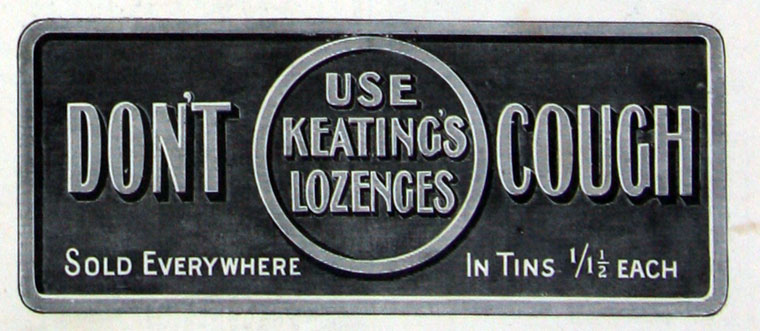 DON'T
USE
KEATING'S
LOZENGES
COUGH
SOLD EVERYWHERE
IN TINS 1/1½ EACH